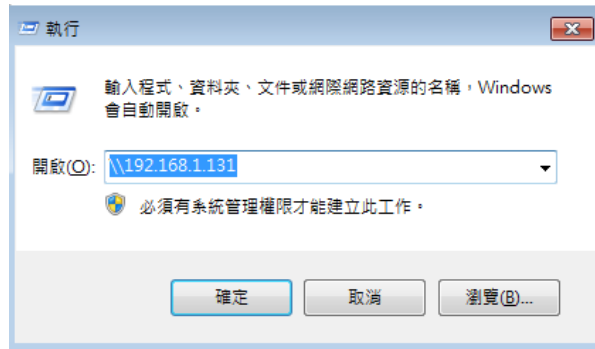 執行
輸入程式、資料夾、文件或網際網路資源的名稱，Windows
會自動開啟。
開啟(O): \\192.168.1.131
必須有系統管理權限才能建立此工作。
確定 取消 瀏覽(B)...